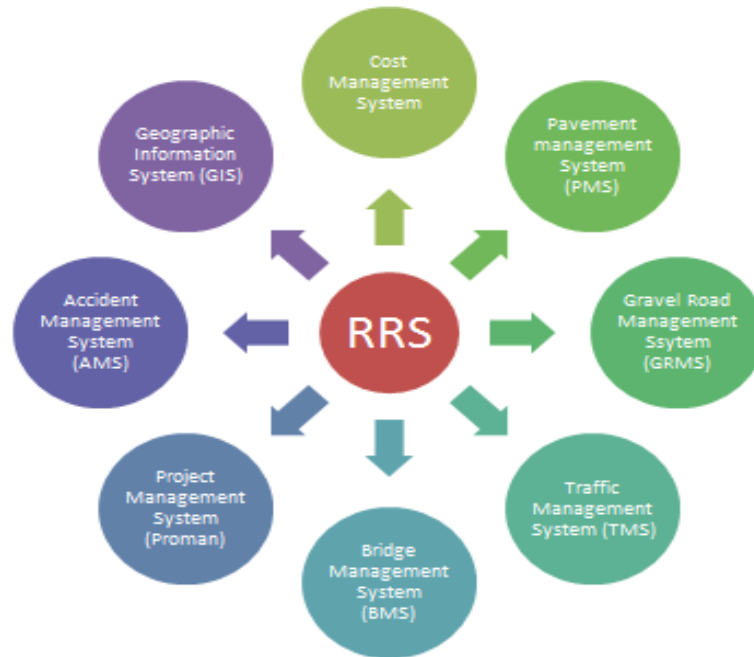 Cost
Management
System
Pavement
management
System
(PMS)
Gravel Road
Management
Ssytem
(GRMS)
Traffic
Management
System (TMS)
Bridge
Management
System
(BMS)
Project
Management
System
(Proman)
Accident
Management
System
(AMS)
Geographic
Information
System (GIS)
RRS